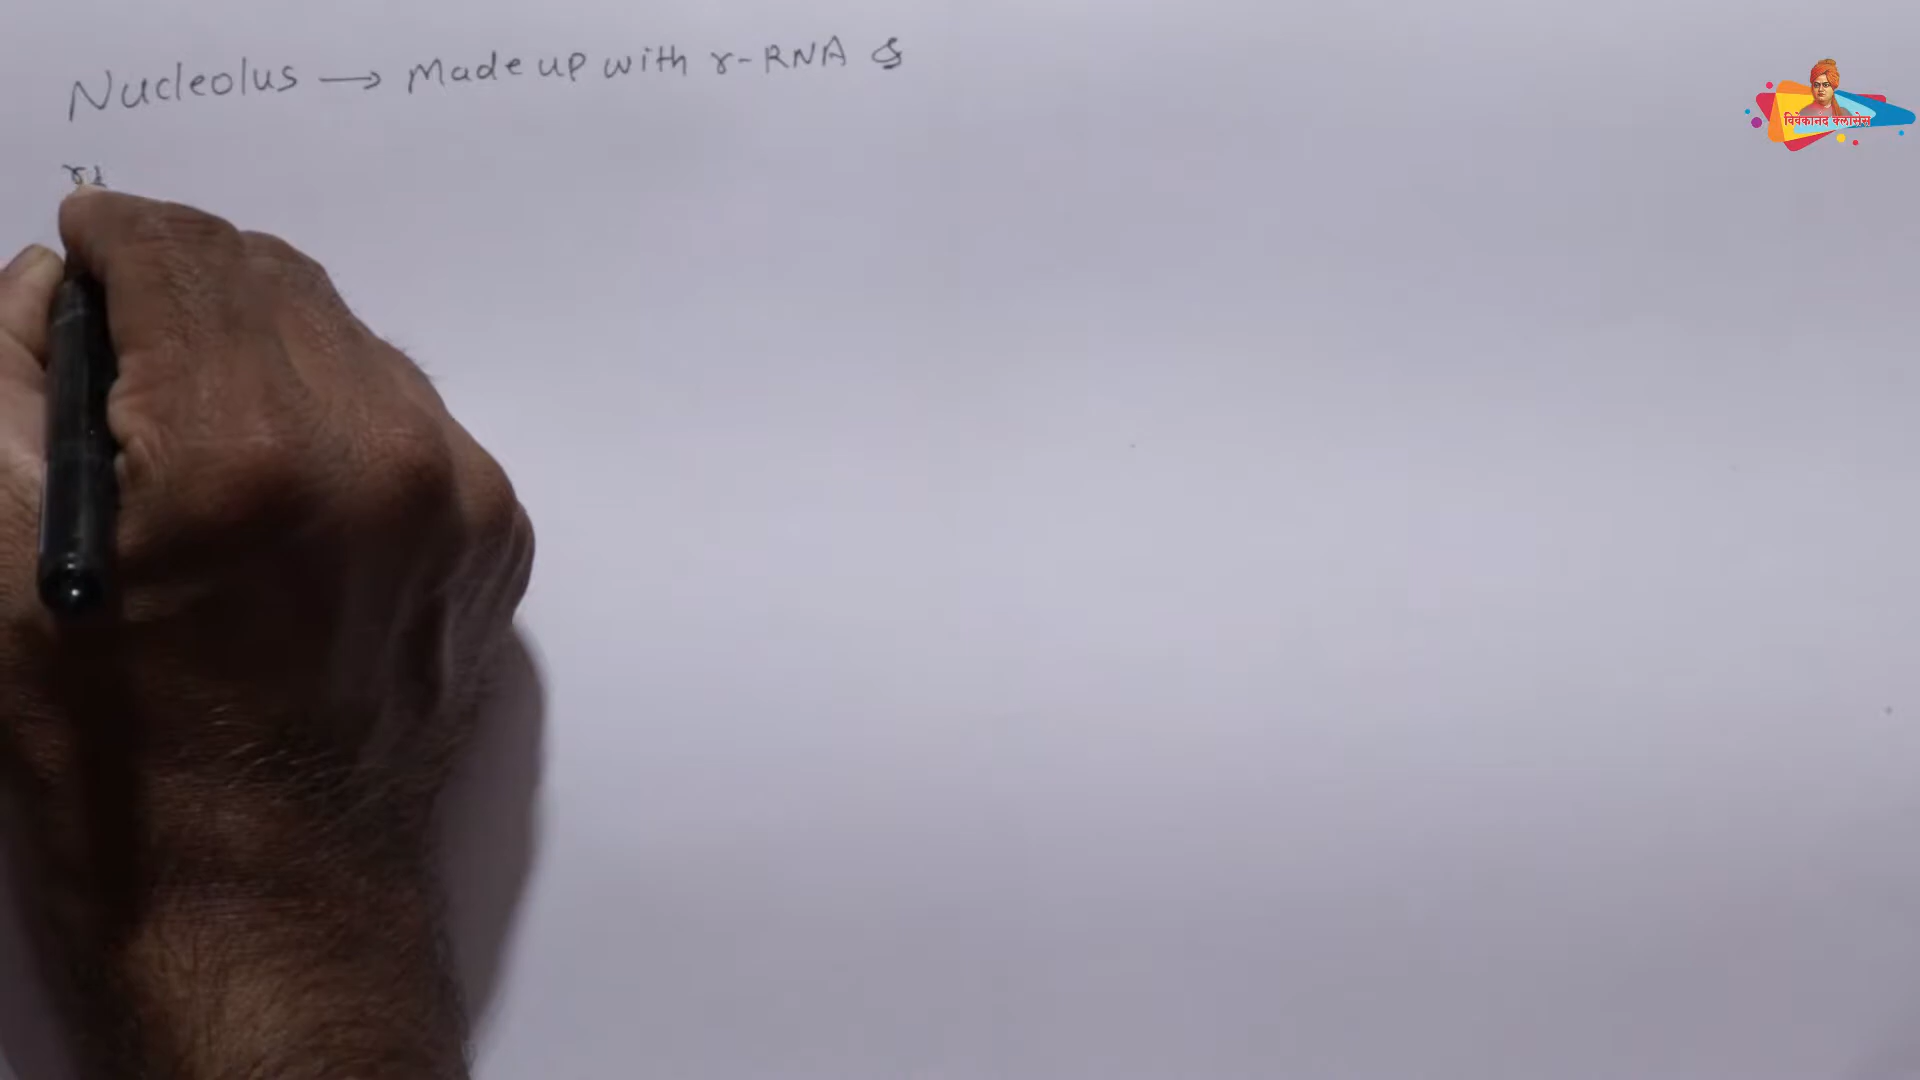 Nucleolus → Made up with r-RNA &
विवेकानंद क्लासेस